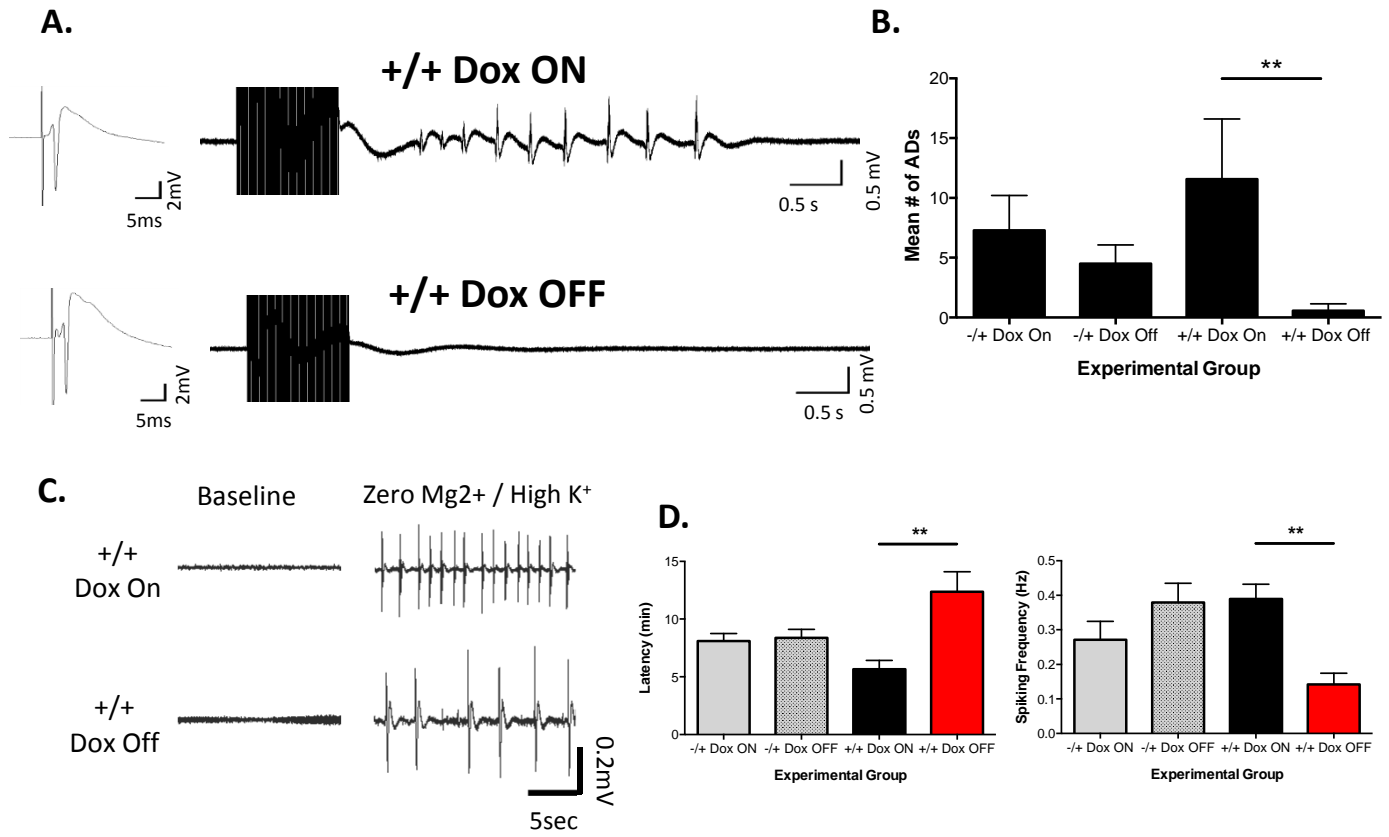 A.
+/+ Dox ON
5ms
2mV
0.5 s
0.5 mV
+/+ Dox OFF
5ms
2mV
0.5 s
0.5 mV
B.
**
20
15
10
5
0
Mean # of ADs
-/+ Dox On
-/+ Dox Off
+/+ Dox On
+/+ Dox Off
Experimental Group
C.
Baseline
Zero Mg2+ / High K⁺
+/+
Dox On
+/+
Dox Off
0.2mV
5sec
D.
**
15
10
5
0
Latency (min)
-/+ Dox ON
-/+ Dox OFF
+/+ Dox ON
+/+ Dox OFF
Experimental Group
**
0.5
0.4
0.3
0.2
0.1
0.0
Spiking Frequency (Hz)
-/+ Dox ON
-/+ Dox OFF
+/+ Dox ON
+/+ Dox OFF
Experimental Group